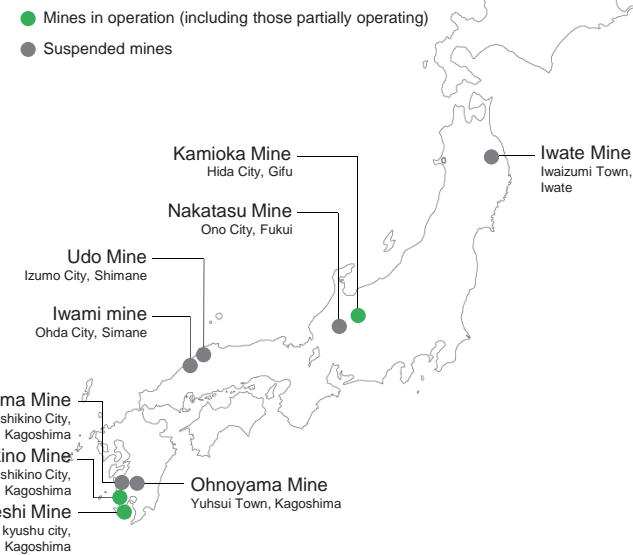 Mines in operation (including those partially operating)
Suspended mines
Kamioka Mine
Hida City, Gifu
Iwate Mine
Iwaizumi Town,
Iwate
Nakatasu Mine
Ono City, Fukui
Udo Mine
Izumo City, Shimane
Iwami mine
Ohda City, Simane
ma Mine
shikino City,
Kagoshima
kino Mine
shikino City,
Kagoshima
eshi Mine
kyushu city,
Kagoshima
Ohnoyama Mine
Yuhsui Town, Kagoshima